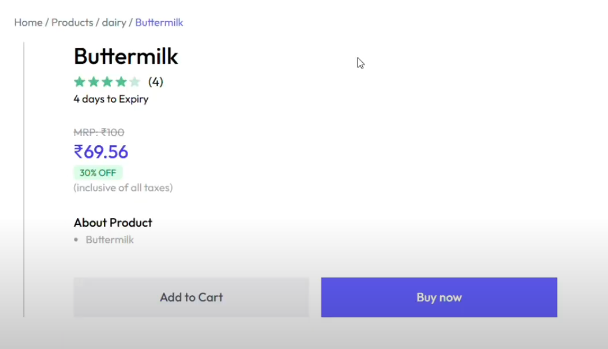 Home / Products / dairy / Buttermilk
Buttermilk
(4)
4 days to Expiry
MRP: ₹100
₹69.56
30% OFF
(inclusive of all taxes)
About Product
• Buttermilk
Add to Cart
Buy now